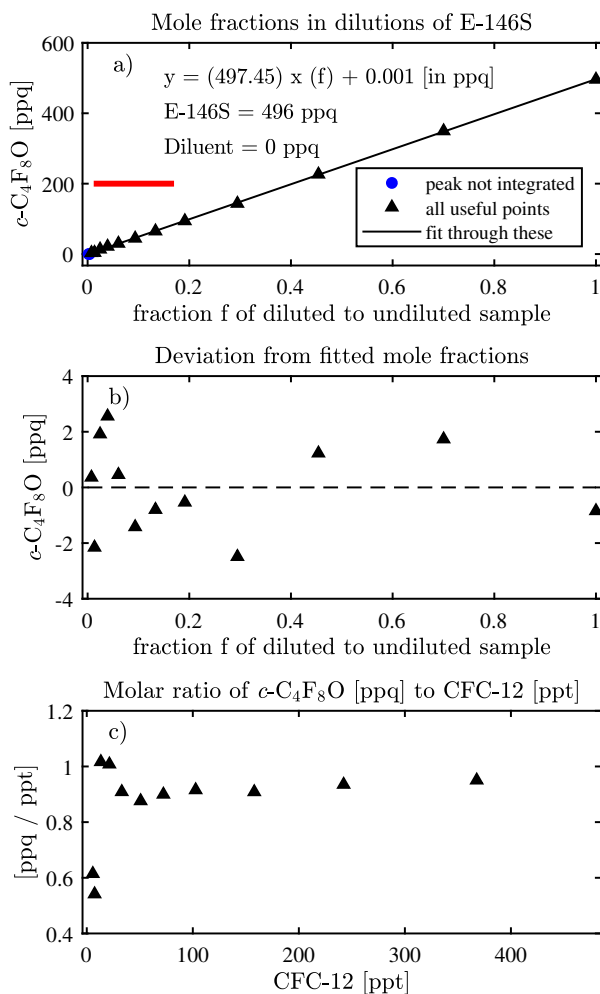 Mole fractions in dilutions of E-146S
a)
y = (497.45) x (f) + 0.001 [in ppq]
E-146S = 496 ppq
Diluent = 0 ppq
peak not integrated
all useful points
fit through these
c-C₄F₈O [ppq]
600
400
200
0
0 0.2 0.4 0.6 0.8 1
fraction f of diluted to undiluted sample
Deviation from fitted mole fractions
b)
c-C₄F₈O [ppq]
4
2
0
-2
-4
0 0.2 0.4 0.6 0.8 1
fraction f of diluted to undiluted sample
Molar ratio of c-C₄F₈O [ppq] to CFC-12 [ppt]
c)
[ppq / ppt]
1.2
1
0.8
0.6
0.4
0 100 200 300 400
CFC-12 [ppt]